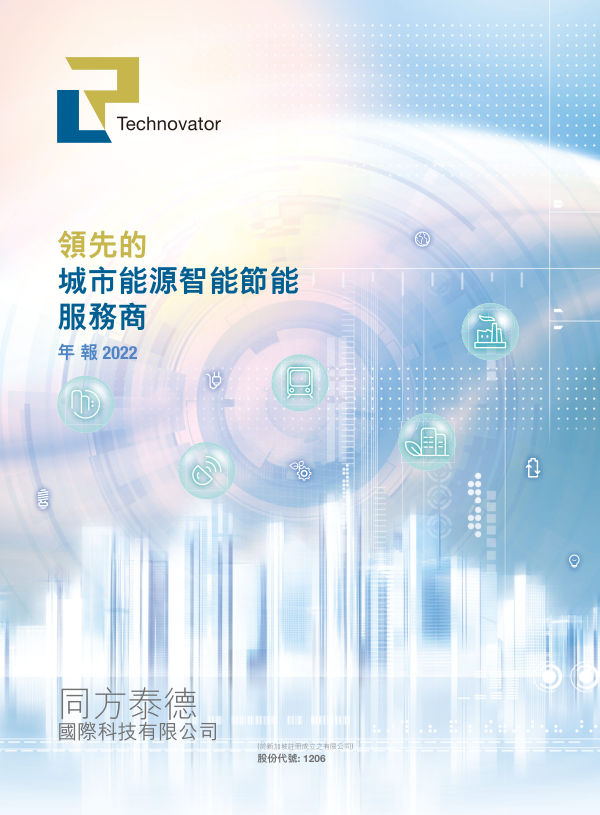 Technovator
領先的
城市能源智能節能
服務商
年 報 2022
同方泰德
國際科技有限公司
(於新加坡註冊成立之有限公司)
股份代號: 1206